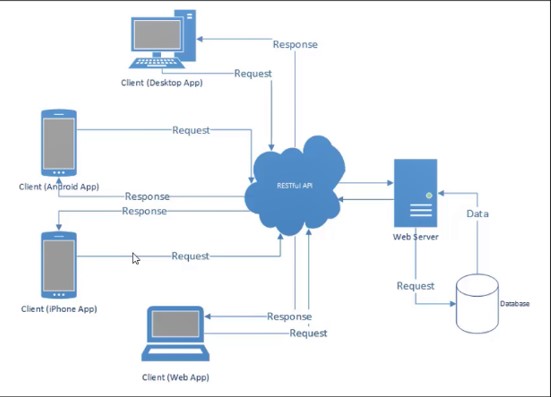 Response
Request
Client (Desktop App)
Request
Client (Android App)
Response
Response
RESTful API
Data
Web Server
Request
Client (iPhone App)
Request
Database
Response
Request
Client (Web App)